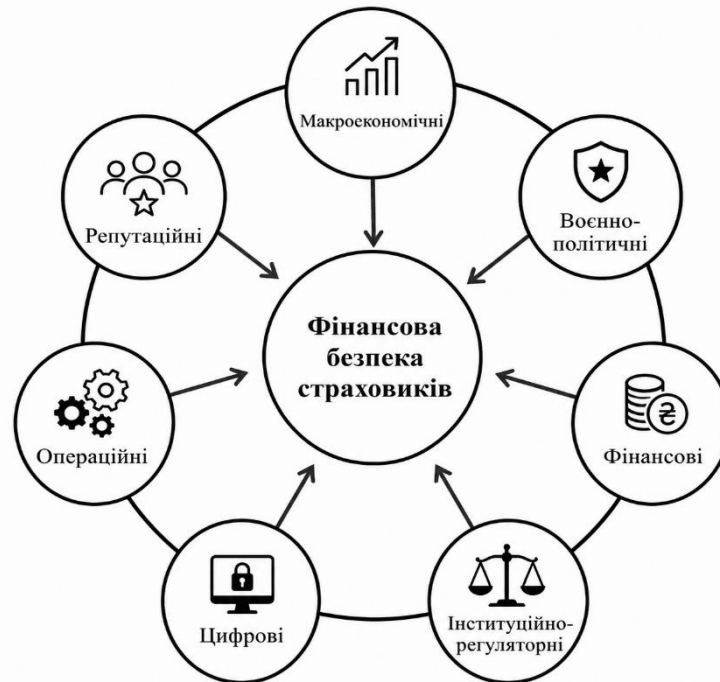 Макроекономічні
Репутаційні
Воєнно-
політичні
Фінансова
безпека
страховиків
Операційні
Фінансові
Цифрові
Інституційно-
регуляторні